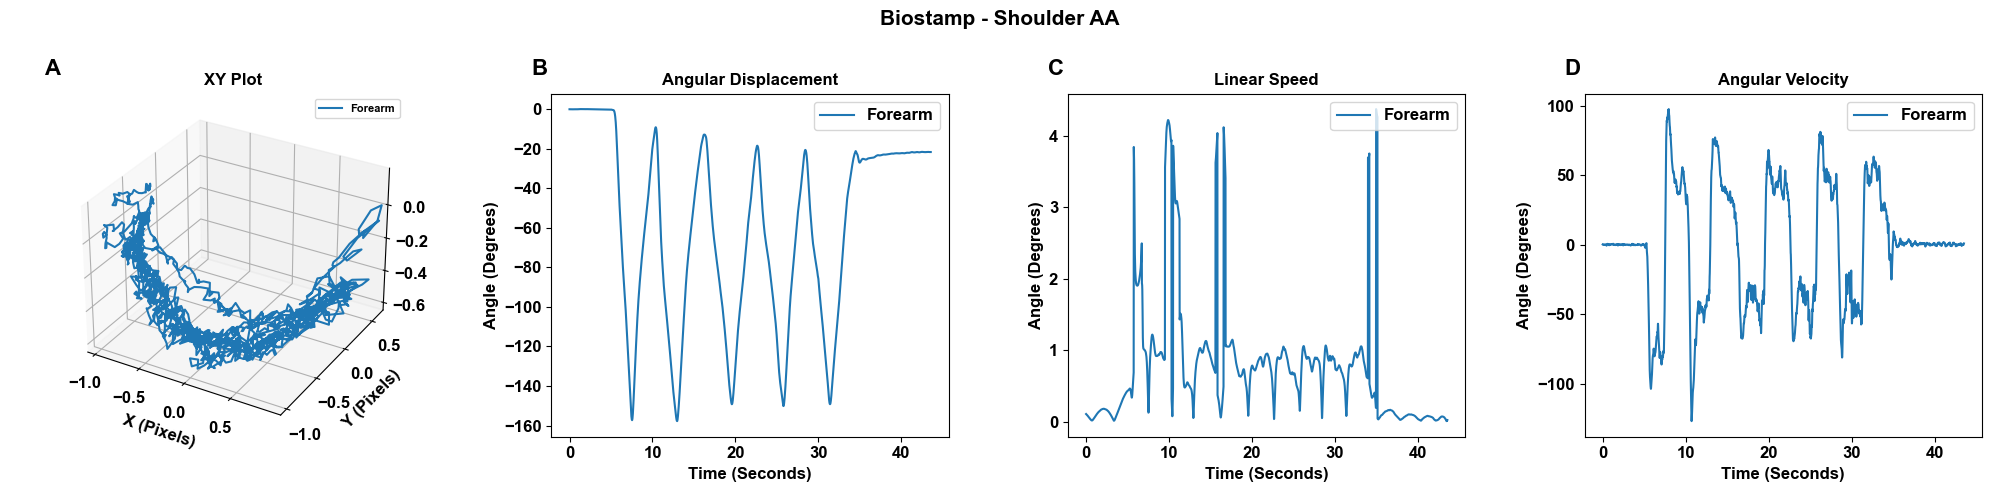 Biostamp - Shoulder AA
A
XY Plot
Forearm
0.0
−0.2
−0.4
−0.6
−1.0
−0.5
0.0
0.5
X (Pixels)
−1.0
−0.5
0.0
0.5
Y (Pixels)
B
Angular Displacement
Forearm
0
−20
−40
−60
−80
−100
−120
−140
−160
Angle (Degrees)
0 10 20 30 40
Time (Seconds)
C
Linear Speed
Forearm
4
3
2
1
0
Angle (Degrees)
0 10 20 30 40
Time (Seconds)
D
Angular Velocity
Forearm
100
50
0
−50
−100
Angle (Degrees)
0 10 20 30 40
Time (Seconds)